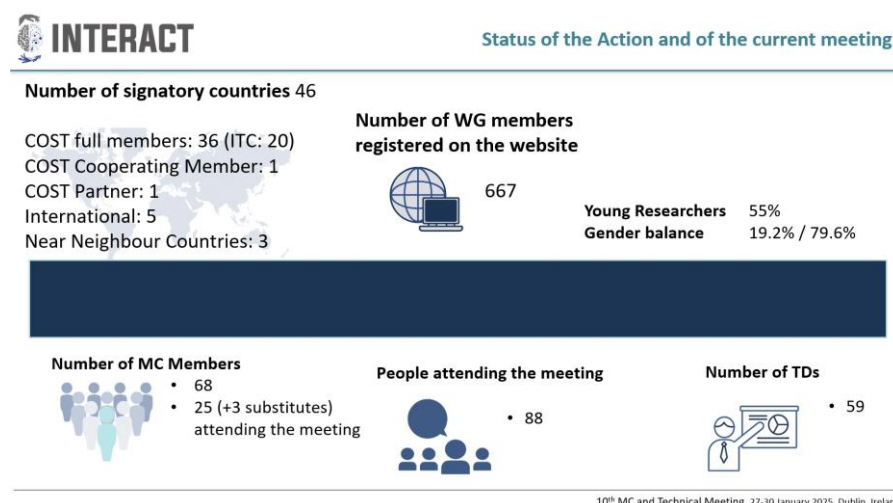 INTERACT
Status of the Action and of the current meeting
Number of signatory countries 46
COST full members: 36 (ITC: 20)
COST Cooperating Member: 1
COST Partner: 1
International: 5
Near Neighbour Countries: 3
Number of WG members
registered on the website
667
Young Researchers 55%
Gender balance 19.2% / 79.6%
Number of MC Members
• 68
• 25 (+3 substitutes)
attending the meeting
People attending the meeting
• 88
Number of TDs
• 59
10th MC and Technical Meeting, 27-30 January 2025, Dublin,